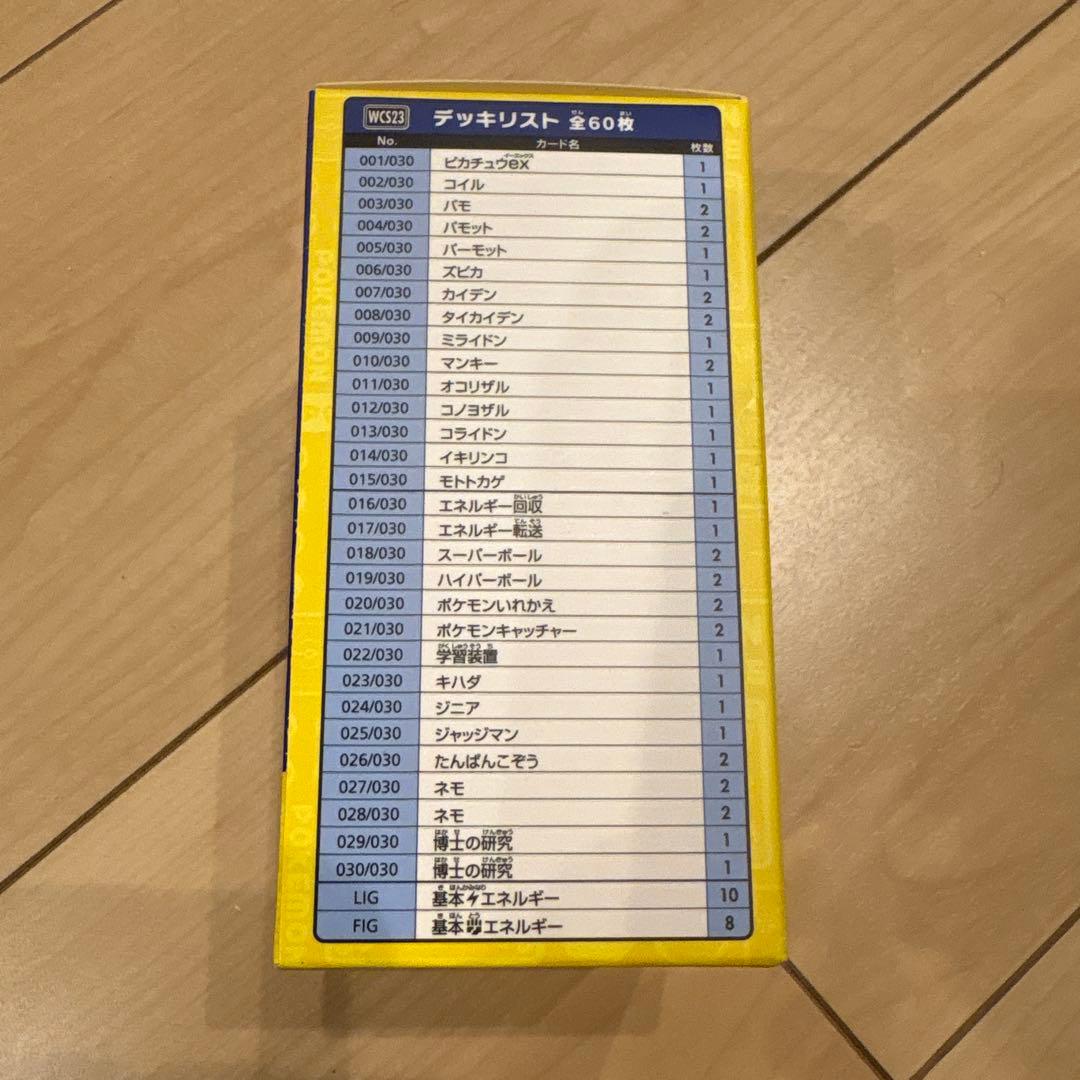 WCS23 デッキリスト 全60枚
No. カード名 枚数
001/030 ピカチュウex 1
002/030 コイル 1
003/030 パモ 2
004/030 パモット 2
005/030 パーモット 1
006/030 ズピカ 1
007/030 カイデン 2
008/030 タイカイデン 2
009/030 ミライドン 1
010/030 マンキー 2
011/030 オコリザル 1
012/030 コノヨザル 1
013/030 コライドン 1
014/030 イキリンコ 1
015/030 モトトカゲ 1
016/030 エネルギー回収 1
017/030 エネルギー転送 1
018/030 スーパーボール 2
019/030 ハイパーボール 2
020/030 ポケモンいれかえ 2
021/030 ポケモンキャッチャー 2
022/030 学習装置 1
023/030 キハダ 1
024/030 ジニア 1
025/030 ジャッジマン 1
026/030 たんぱんこぞう 2
027/030 ネモ 2
028/030 ネモ 2
029/030 博士の研究 1
030/030 博士の研究 1
LIG 基本エネルギー 10
FIG 基本エネルギー 8
POKEMON
POKEMON